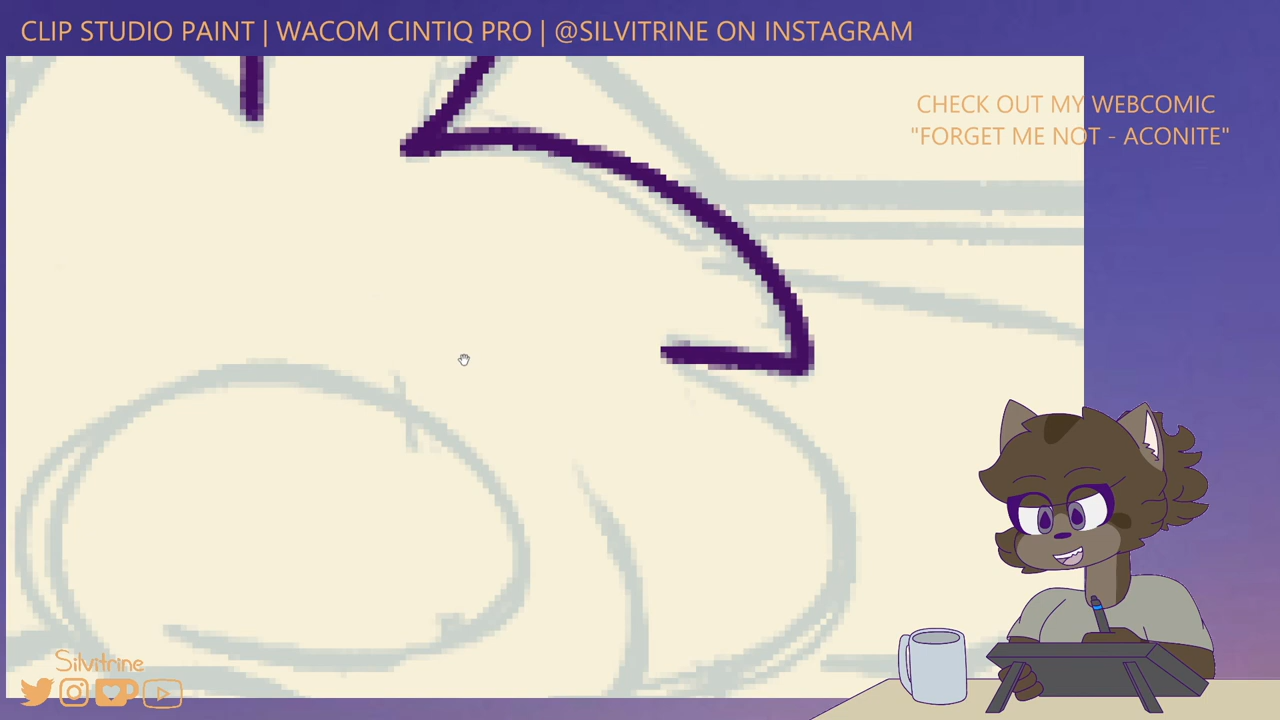 CLIP STUDIO PAINT | WACOM CINTIQ PRO | @SILVITRINE ON INSTAGRAM
CHECK OUT MY WEBCOMIC
"FORGET ME NOT - ACONITE"
Silvitrine